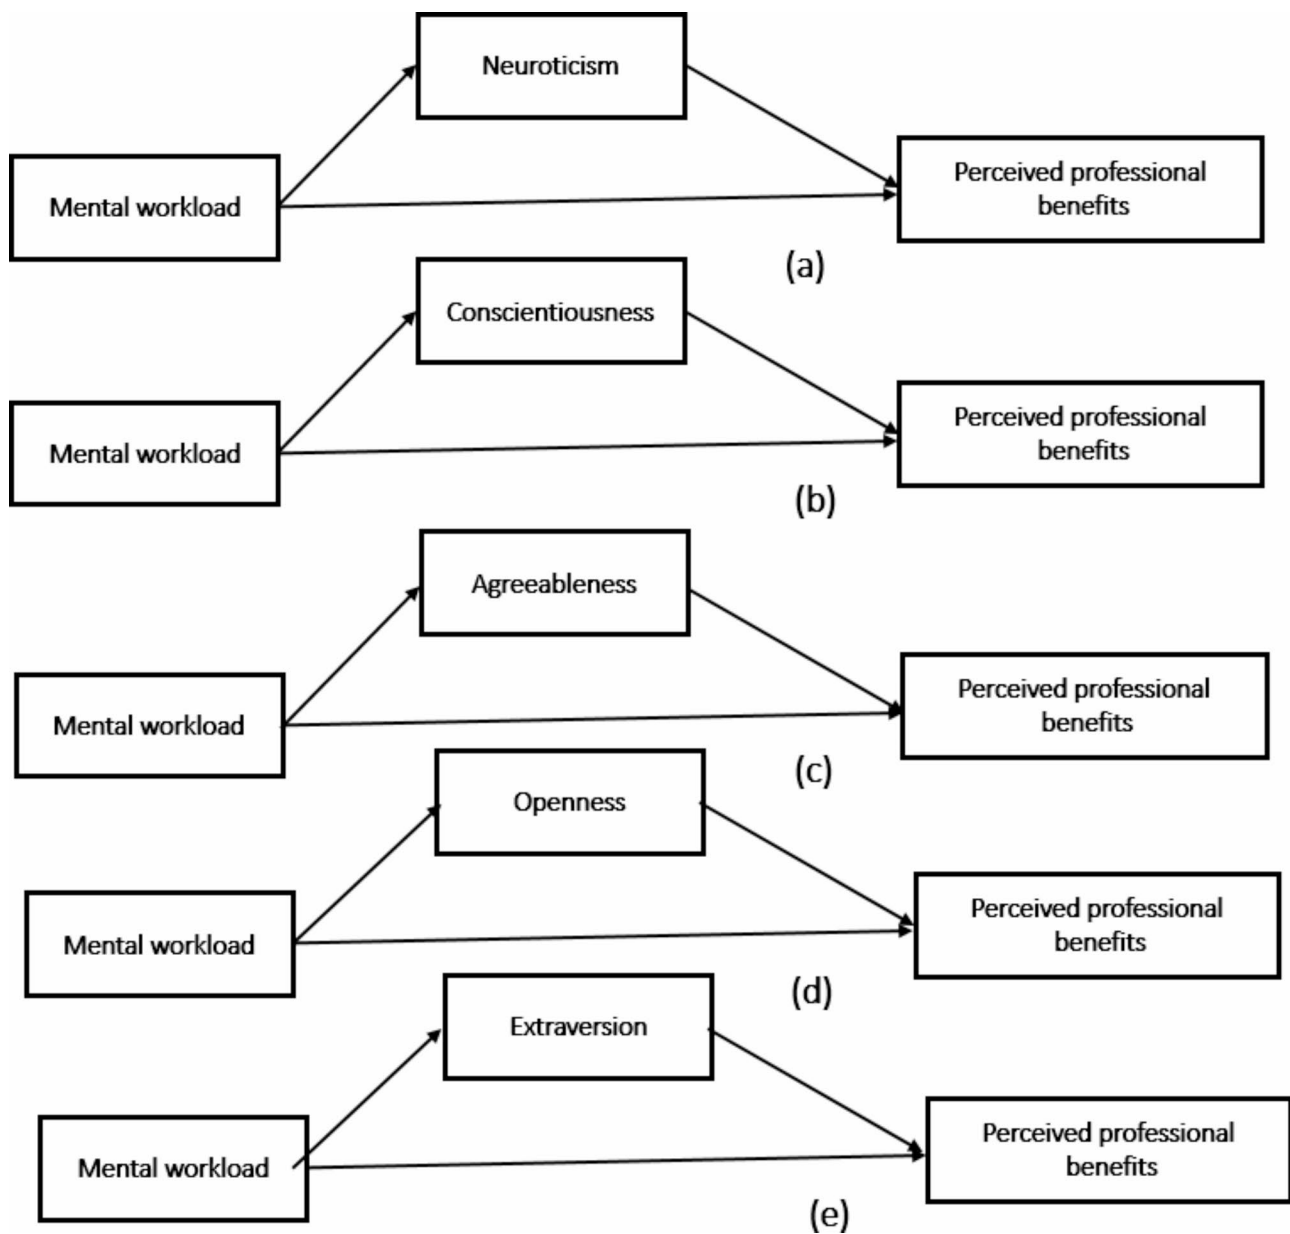 Neuroticism
Mental workload
Perceived professional
benefits
(a)
Conscientiousness
Mental workload
Perceived professional
benefits
(b)
Agreeableness
Mental workload
Perceived professional
benefits
(c)
Openness
Mental workload
Perceived professional
benefits
(d)
Extraversion
Mental workload
Perceived professional
benefits
(e)